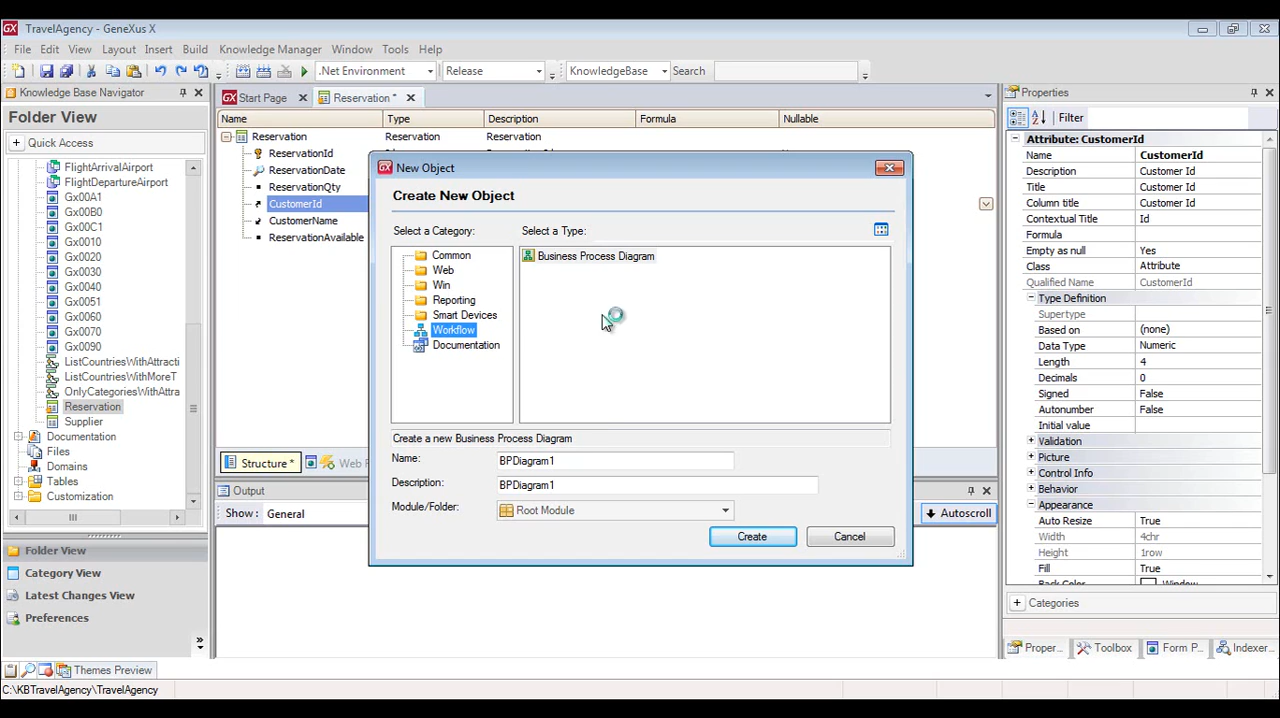 TravelAgency - GeneXus X
File Edit View Layout Insert Build Knowledge Manager Window Tools Help
.Net Environment Release KnowledgeBase Search
Knowledge Base Navigator
Folder View
Quick Access
FlightArrivalAirport
FlightDepartureAirport
Gx00A1
Gx00B0
Gx00C1
Gx0010
Gx0020
Gx0030
Gx0040
Gx0051
Gx0060
Gx0070
Gx0090
ListCountriesWithAttracti
ListCountriesWithMoreT
OnlyCategoriesWithAttra
Reservation
Supplier
Documentation
Files
Domains
Tables
Customization
Folder View
Category View
Latest Changes View
Preferences
Themes Preview
C:\KBTravelAgency\TravelAgency
Start Page Reservation *
Name Type Description Formula Nullable
Reservation Reservation Reservation
ReservationId
ReservationDate
ReservationQty
CustomerId
CustomerName
ReservationAvailable
Structure * Web F
Output
Show: General Autoscroll
New Object
Create New Object
Select a Category: Select a Type:
Common
Web
Win
Reporting
Smart Devices
Workflow
Documentation
Business Process Diagram
Create a new Business Process Diagram
Name: BPDiagram1
Description: BPDiagram1
Module/Folder: Root Module
Create Cancel
Properties
Filter
Attribute: CustomerId
Name CustomerId
Description Customer Id
Title Customer Id
Column title Customer Id
Contextual Title Id
Formula
Empty as null Yes
Class Attribute
Qualified Name CustomerId
Type Definition
Supertype
Based on (none)
Data Type Numeric
Length 4
Decimals 0
Signed False
Autonumber False
Initial value
Validation
Picture
Control Info
Behavior
Appearance
Auto Resize True
Width 4chr
Height 1row
Fill True
Back Color Window
Categories
Proper... Toolbox Form P... Indexer...